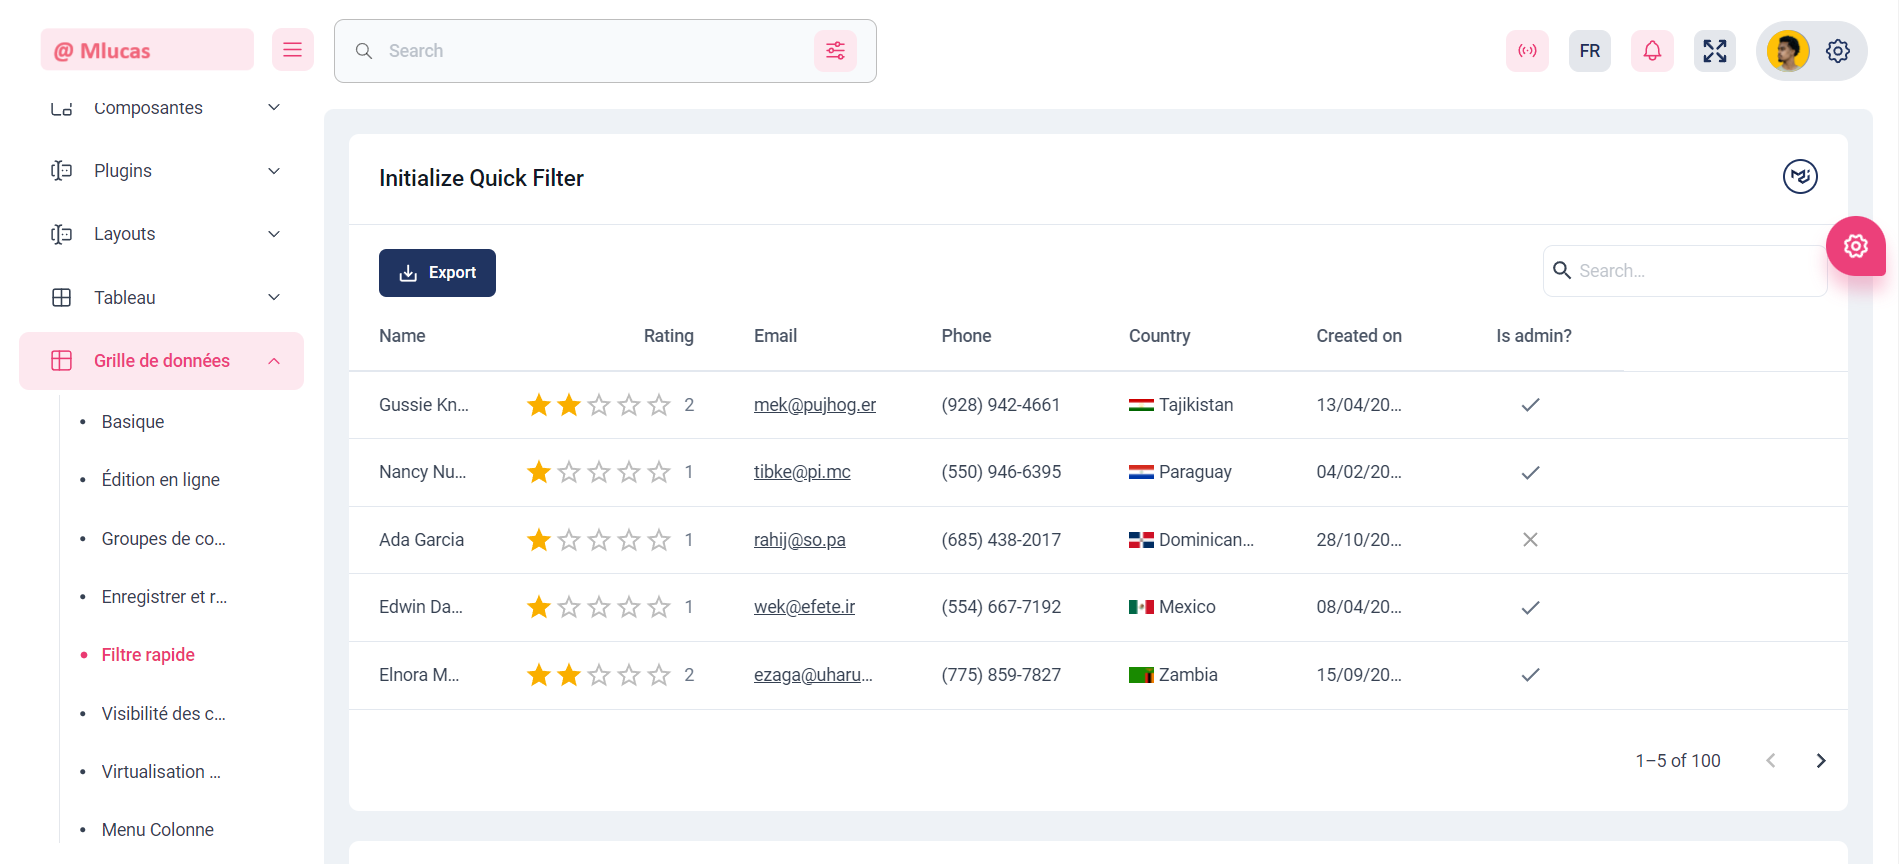 @ Mlucas
Search
FR
Composantes
Plugins
Layouts
Tableau
Grille de données
Basique
Édition en ligne
Groupes de co...
Enregistrer et r...
Filtre rapide
Visibilité des c...
Virtualisation ...
Menu Colonne
Initialize Quick Filter
Export
Search...
Name Rating Email Phone Country Created on Is admin?
Gussie Kn... 2 mek@pujhog.er (928) 942-4661 Tajikistan 13/04/20...
Nancy Nu... 1 tibke@pi.mc (550) 946-6395 Paraguay 04/02/20...
Ada Garcia 1 rahij@so.pa (685) 438-2017 Dominican... 28/10/20...
Edwin Da... 1 wek@efete.ir (554) 667-7192 Mexico 08/04/20...
Elnora M... 2 ezaga@uharu... (775) 859-7827 Zambia 15/09/20...
1–5 of 100